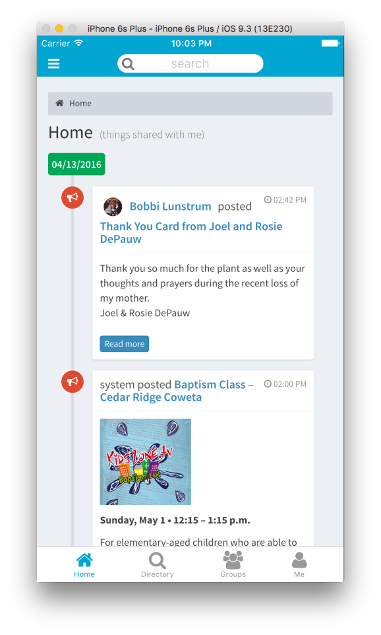 iPhone 6s Plus - iPhone 6s Plus / iOS 9.3 (13E230)
Carrier 10:03 PM
search
Home
Home (things shared with me)
04/13/2016
Bobbi Lunstrum posted 02:42 PM
Thank You Card from Joel and Rosie
DePauw
Thank you so much for the plant as well as your
thoughts and prayers during the recent loss of
my mother.
Joel & Rosie DePauw
Read more
system posted Baptism Class – 02:00 PM
Cedar Ridge Coweta
Sunday, May 1 • 12:15 – 1:15 p.m.
For elementary-aged children who are able to
Home Directory Groups Me